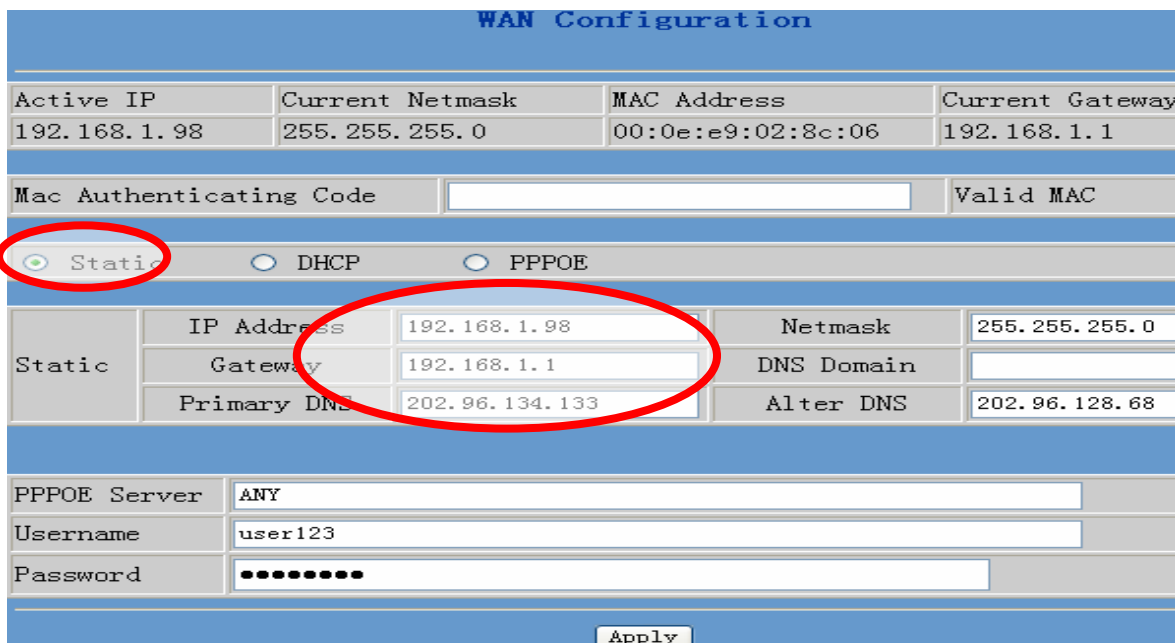 WAN Configuration
Active IP Current Netmask MAC Address Current Gateway
192.168.1.98 255.255.255.0 00:0e:e9:02:8c:06 192.168.1.1
Mac Authenticating Code Valid MAC
Static DHCP PPPOE
IP Address 192.168.1.98 Netmask 255.255.255.0
Static Gateway 192.168.1.1 DNS Domain
Primary DNS 202.96.134.133 Alter DNS 202.96.128.68
PPPOE Server ANY
Username user123
Password ●●●●●●●●
Apply